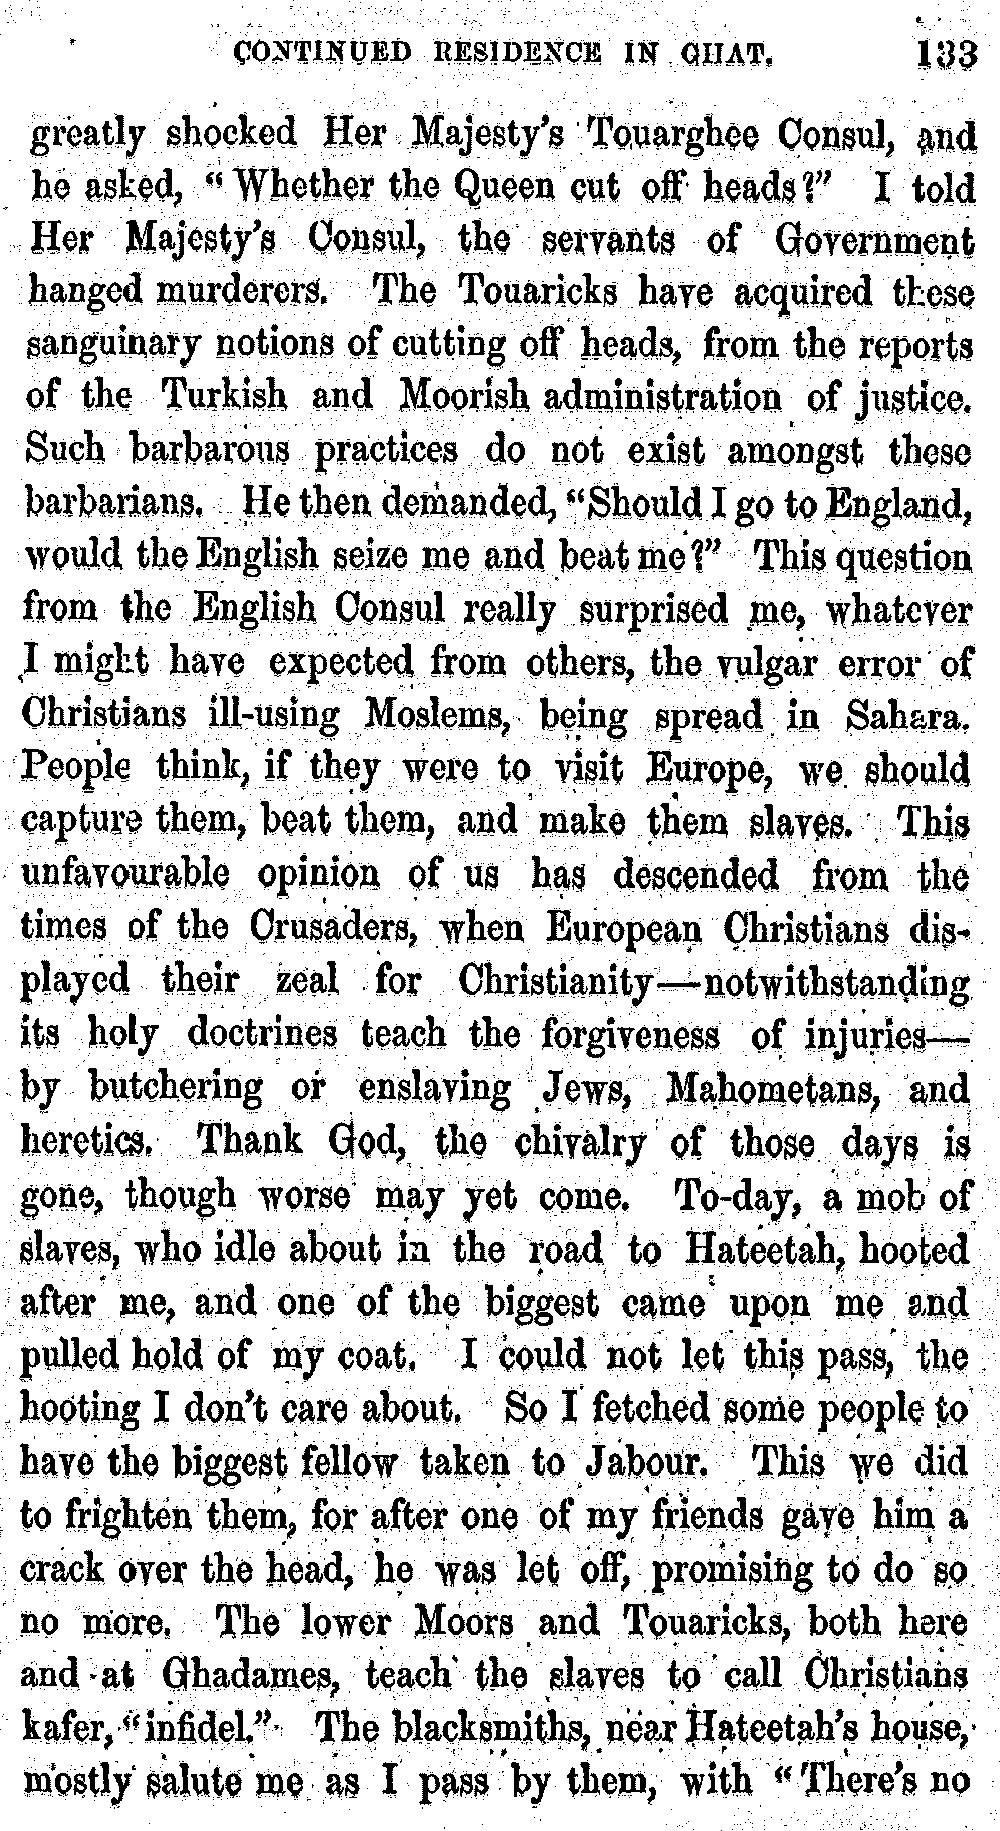 CONTINUED RESIDENCE IN GHAT. 133
greatly shocked Her Majesty's Touarghee Consul, and
he asked, "Whether the Queen cut off heads?" I told
Her Majesty's Consul, the servants of Government
hanged murderers. The Touaricks have acquired these
sanguinary notions of cutting off heads, from the reports
of the Turkish and Moorish administration of justice.
Such barbarous practices do not exist amongst these
barbarians. He then demanded, "Should I go to England,
would the English seize me and beat me?" This question
from the English Consul really surprised me, whatever
I might have expected from others, the vulgar error of
Christians ill-using Moslems, being spread in Sahara.
People think, if they were to visit Europe, we should
capture them, beat them, and make them slaves. This
unfavourable opinion of us has descended from the
times of the Crusaders, when European Christians dis-
played their zeal for Christianity—notwithstanding
its holy doctrines teach the forgiveness of injuries—
by butchering or enslaving Jews, Mahometans, and
heretics. Thank God, the chivalry of those days is
gone, though worse may yet come. To-day, a mob of
slaves, who idle about in the road to Hateetah, hooted
after me, and one of the biggest came upon me and
pulled hold of my coat. I could not let this pass, the
hooting I don't care about. So I fetched some people to
have the biggest fellow taken to Jabour. This we did
to frighten them, for after one of my friends gave him a
crack over the head, he was let off, promising to do so
no more. The lower Moors and Touaricks, both here
and at Ghadames, teach the slaves to call Christians
kafer, "infidel." The blacksmiths, near Hateetah's house,
mostly salute me as I pass by them, with "There's no